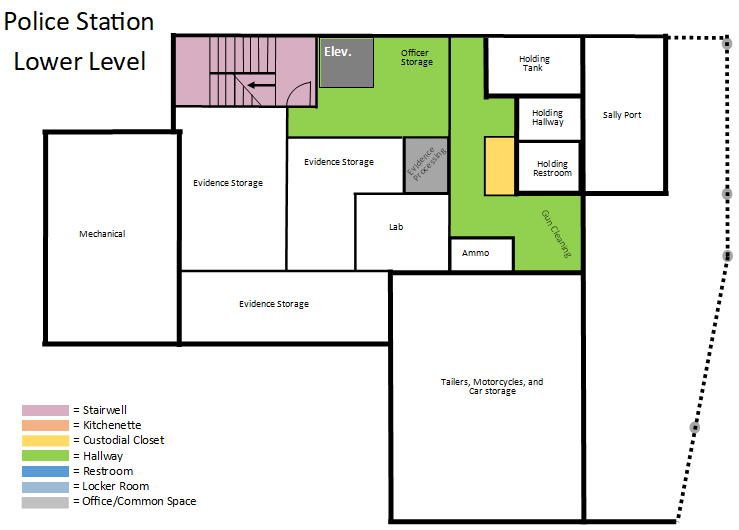 Police Station
Lower Level
Elev.
Officer
Storage
Holding
Tank
Holding
Hallway
Sally Port
Holding
Restroom
Evidence Storage
Evidence Storage
Evidence
Processing
Lab
Gun Cleaning
Mechanical
Ammo
Evidence Storage
Tailers, Motorcycles, and
Car storage
= Stairwell
= Kitchenette
= Custodial Closet
= Hallway
= Restroom
= Locker Room
= Office/Common Space